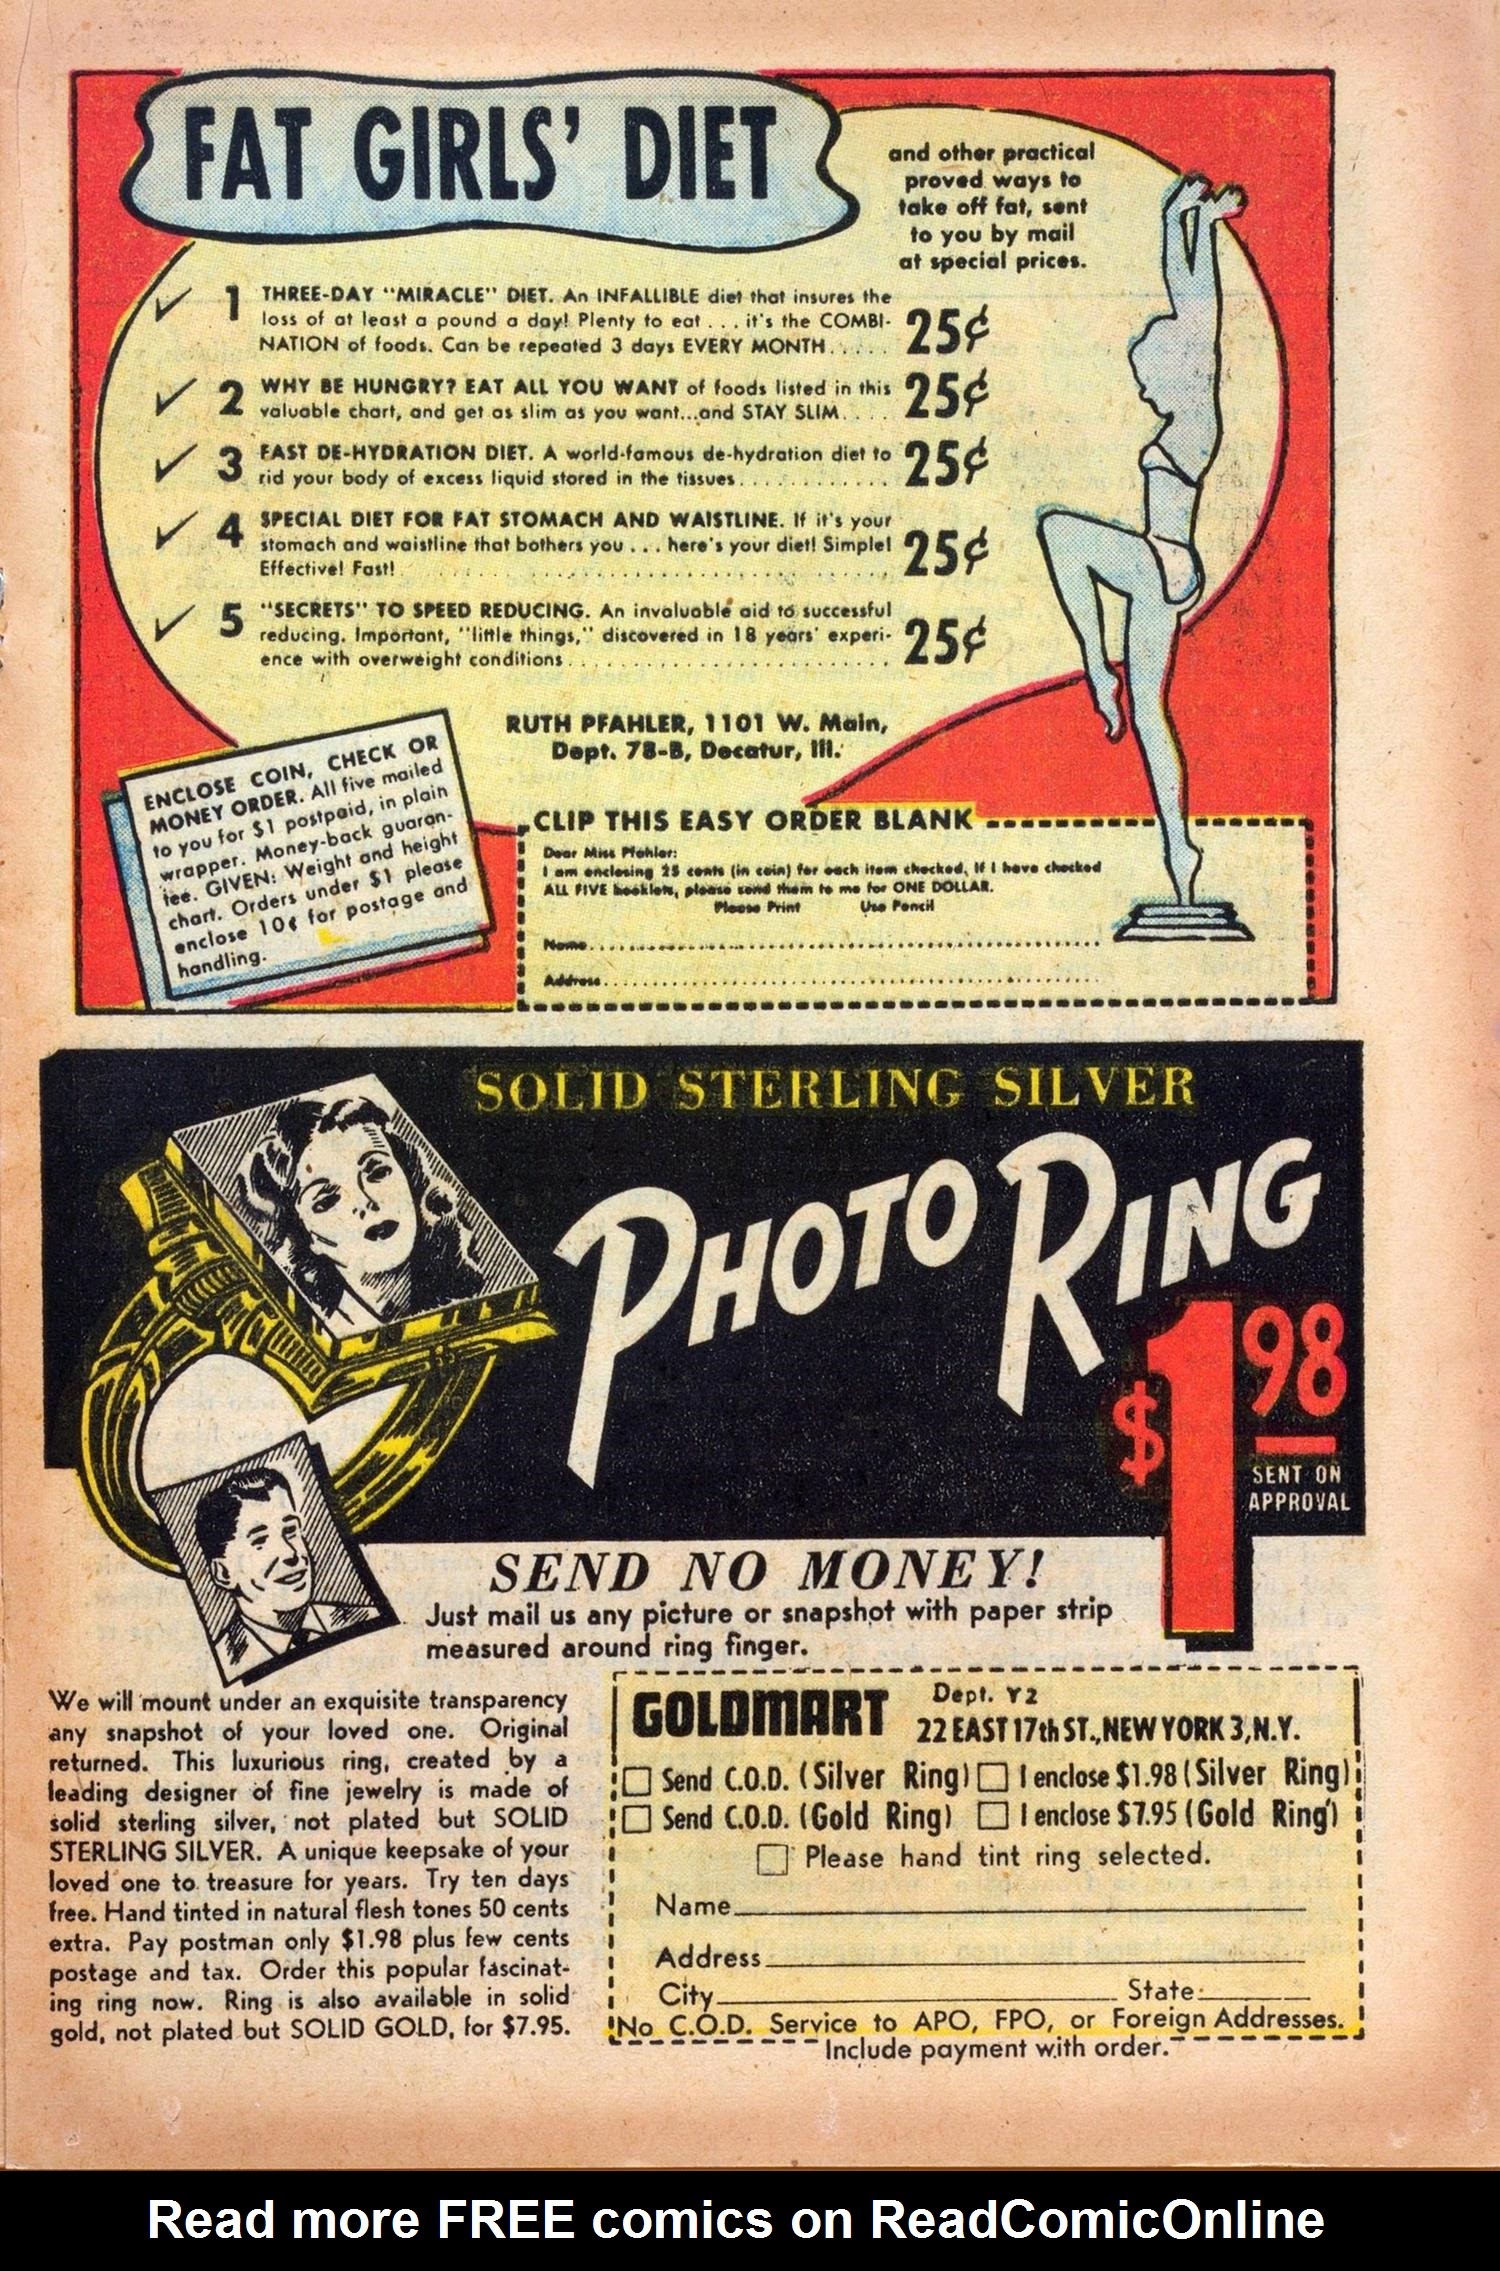 FAT GIRLS' DIET
and other practical
proved ways to
take off fat, sent
to you by mail
at special prices.
1 THREE-DAY "MIRACLE" DIET. An INFALLIBLE diet that insures the
loss of at least a pound a day! Plenty to eat . . . it's the COMBI-
NATION of foods. Can be repeated 3 days EVERY MONTH..... 25¢
2 WHY BE HUNGRY? EAT ALL YOU WANT of foods listed in this
valuable chart, and get as slim as you want...and STAY SLIM.... 25¢
3 FAST DE-HYDRATION DIET. A world-famous de-hydration diet to
rid your body of excess liquid stored in the tissues............ 25¢
4 SPECIAL DIET FOR FAT STOMACH AND WAISTLINE. If it's your
stomach and waistline that bothers you . . . here's your diet! Simple!
Effective! Fast!.............................. 25¢
5 "SECRETS" TO SPEED REDUCING. An invaluable aid to successful
reducing. Important, "little things," discovered in 18 years' experi-
ence with overweight conditions......................... 25¢
RUTH PFAHLER, 1101 W. Main,
Dept. 78-B, Decatur, Ill.
ENCLOSE COIN, CHECK OR
MONEY ORDER. All five mailed
to you for $1 postpaid, in plain
wrapper. Money-back guaran-
tee. GIVEN: Weight and height
chart. Orders under $1 please
enclose 10¢ for postage and
handling.
CLIP THIS EASY ORDER BLANK
Dear Miss Pfahler:
I am enclosing 25 cents (in coin) for each item checked, If I have checked
ALL FIVE booklets, please send them to me for ONE DOLLAR.
Please Print Use Pencil
Name
Address
SOLID STERLING SILVER
PHOTO RING
$1.98
SENT ON
APPROVAL
SEND NO MONEY!
Just mail us any picture or snapshot with paper strip
measured around ring finger.
We will mount under an exquisite transparency
any snapshot of your loved one. Original
returned. This luxurious ring, created by a
leading designer of fine jewelry is made of
solid sterling silver, not plated but SOLID
STERLING SILVER. A unique keepsake of your
loved one to treasure for years. Try ten days
free. Hand tinted in natural flesh tones 50 cents
extra. Pay postman only $1.98 plus few cents
postage and tax. Order this popular fascinat-
ing ring now. Ring is also available in solid
gold, not plated but SOLID GOLD, for $7.95.
GOLDMART Dept. Y2
22 EAST 17th ST., NEW YORK 3, N.Y.
Send C.O.D. (Silver Ring) I enclose $1.98 (Silver Ring)
Send C.O.D. (Gold Ring) I enclose $7.95 (Gold Ring)
Please hand tint ring selected.
Name
Address
City State
No C.O.D. Service to APO, FPO, or Foreign Addresses.
Include payment with order.
Read more FREE comics on ReadComicOnline